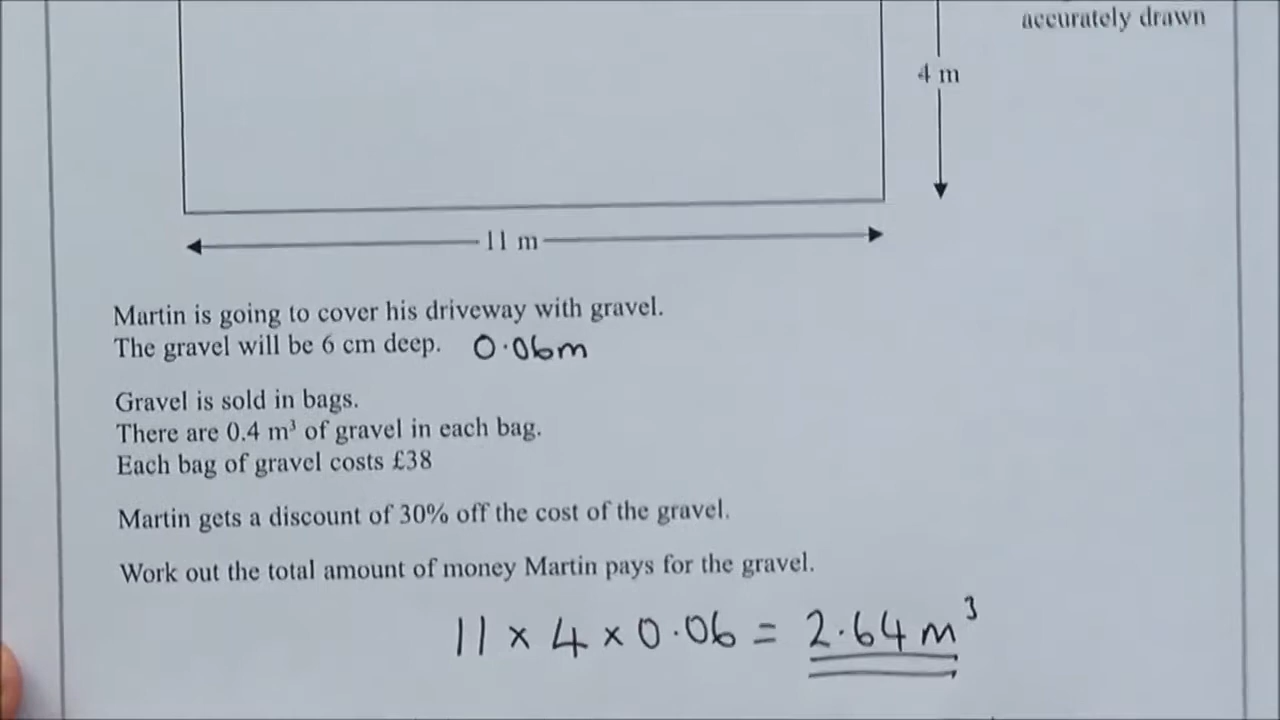 accurately drawn
4 m
11 m
Martin is going to cover his driveway with gravel.
The gravel will be 6 cm deep. 0·06m
Gravel is sold in bags.
There are 0.4 m³ of gravel in each bag.
Each bag of gravel costs £38
Martin gets a discount of 30% off the cost of the gravel.
Work out the total amount of money Martin pays for the gravel.
11 × 4 × 0·06 = 2·64 m³